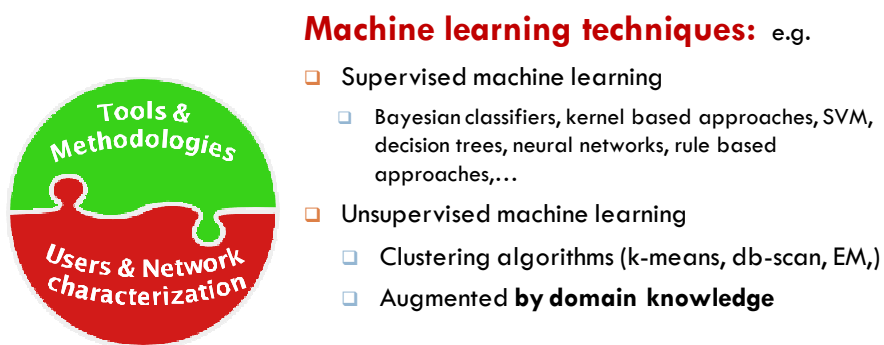 Machine learning techniques: e.g.
Supervised machine learning
Bayesian classifiers, kernel based approaches, SVM,
decision trees, neural networks, rule based
approaches,…
Unsupervised machine learning
Clustering algorithms (k-means, db-scan, EM,)
Augmented by domain knowledge
Tools &
Methodologies
Users & Network
characterization